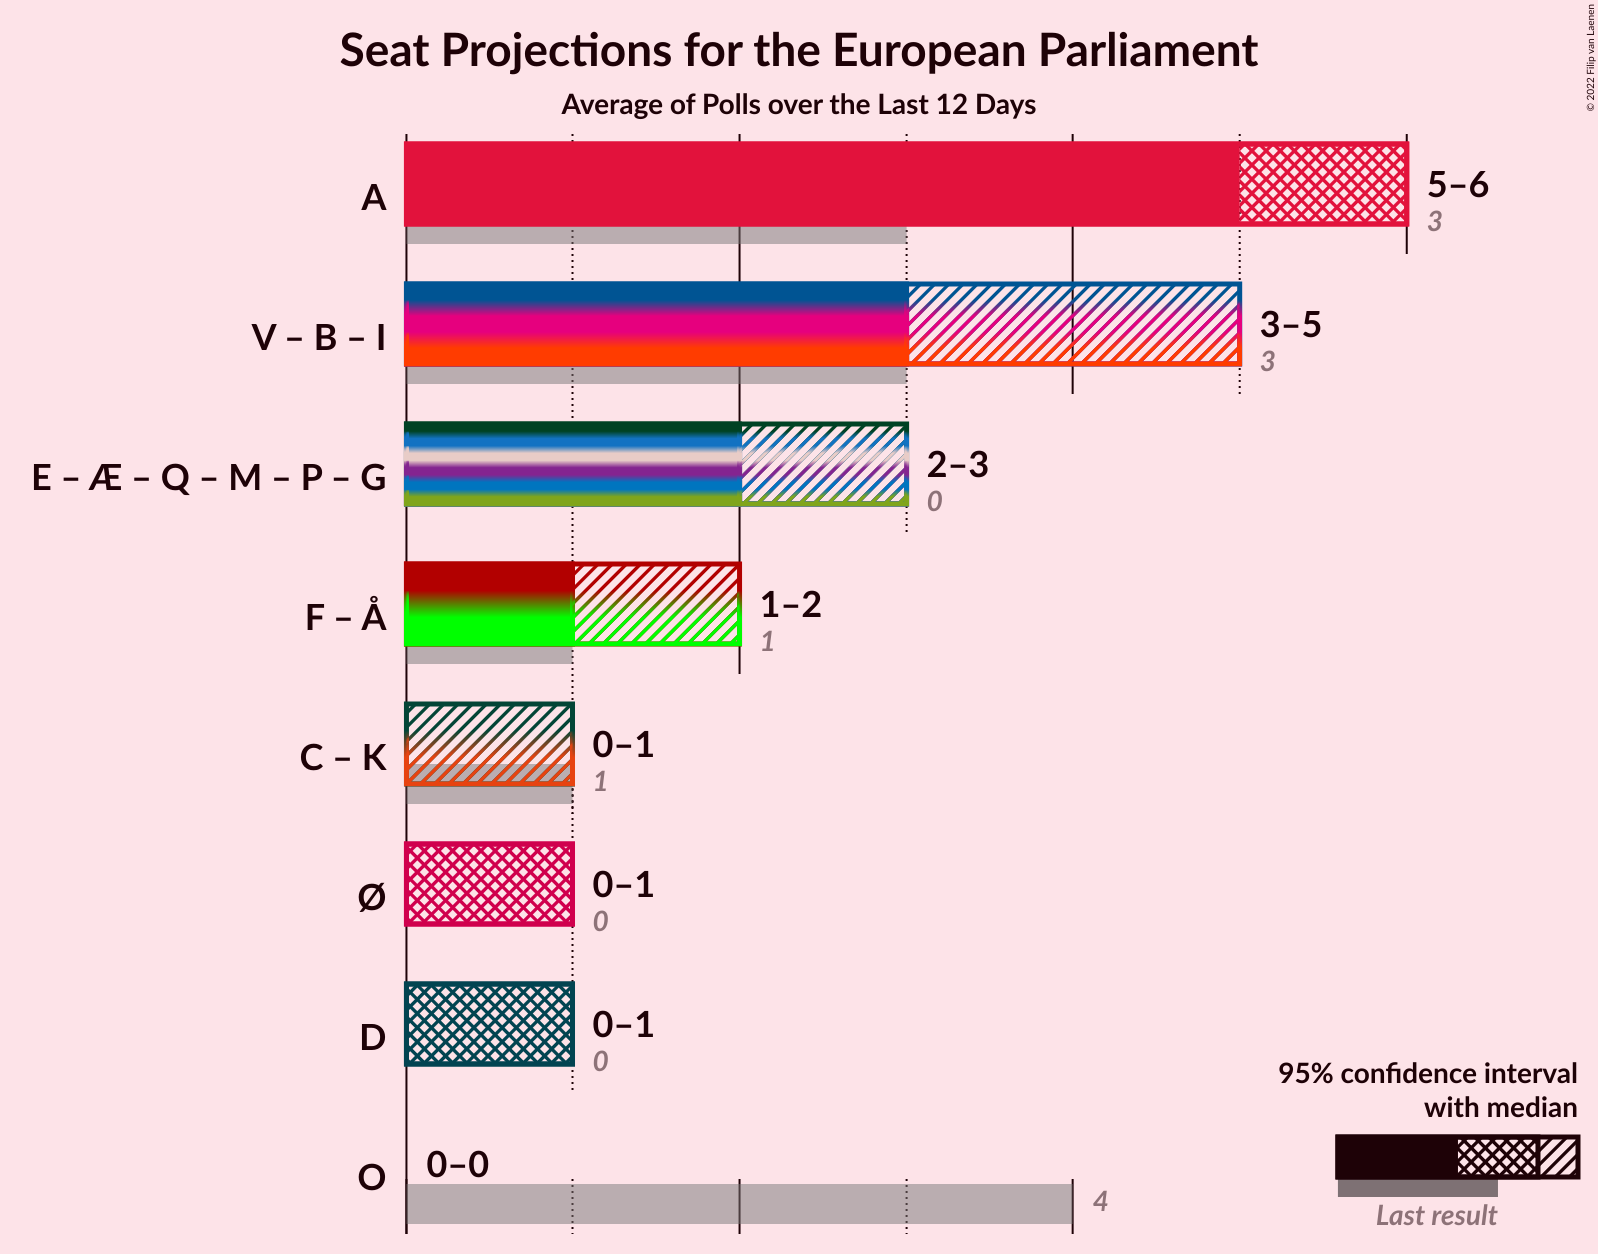 Seat Projections for the European Parliament
Average of Polls over the Last 12 Days
© 2022 Filip van Laenen
A
5–6
3
V – B – I
3–5
3
E – Æ – Q – M – P – G
2–3
0
F – Å
1–2
1
C – K
0–1
1
Ø
0–1
0
D
0–1
0
O
0–0
4
95% confidence interval
with median
Last result